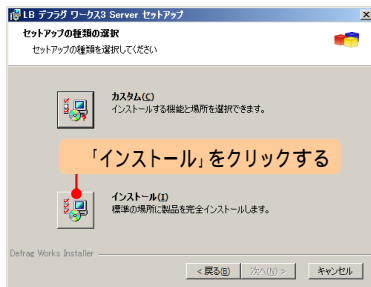 LB デフラグ ワークス3 Server セットアップ
セットアップの種類の選択
セットアップの種類を選択してください
カスタム(C)
インストールする機能と場所を選択できます。
「インストール」をクリックする
インストール(I)
標準の場所に製品を完全インストールします。
Defrag Works Installer
< 戻る(B)
次へ(N) >
キャンセル